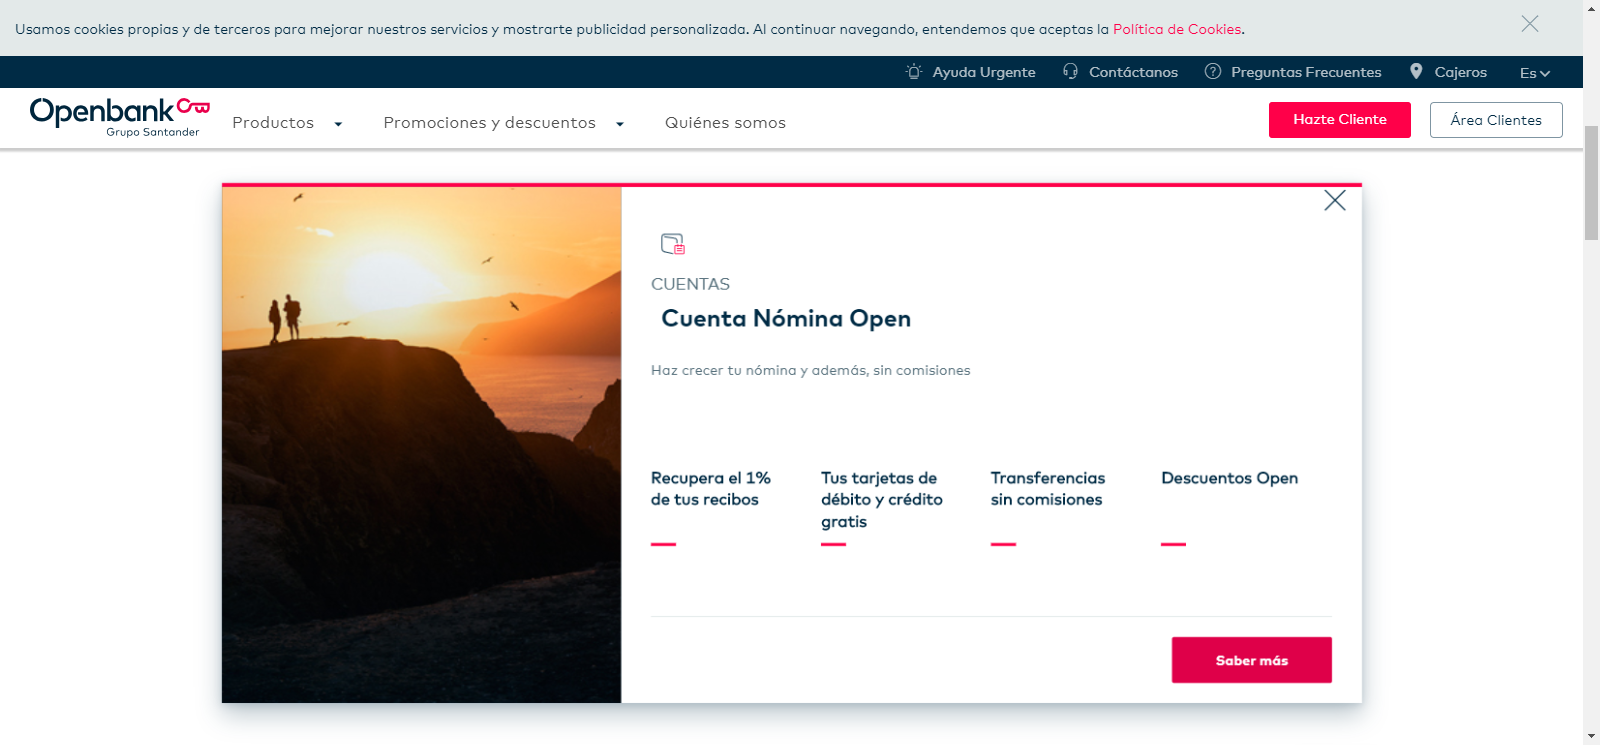 Usamos cookies propias y de terceros para mejorar nuestros servicios y mostrarte publicidad personalizada. Al continuar navegando, entendemos que aceptas la Política de Cookies.
Ayuda Urgente Contáctanos Preguntas Frecuentes Cajeros Es
Openbank
Grupo Santander
Productos Promociones y descuentos Quiénes somos Hazte Cliente Área Clientes
CUENTAS
Cuenta Nómina Open
Haz crecer tu nómina y además, sin comisiones
Recupera el 1%
de tus recibos
Tus tarjetas de
débito y crédito
gratis
Transferencias
sin comisiones
Descuentos Open
Saber más